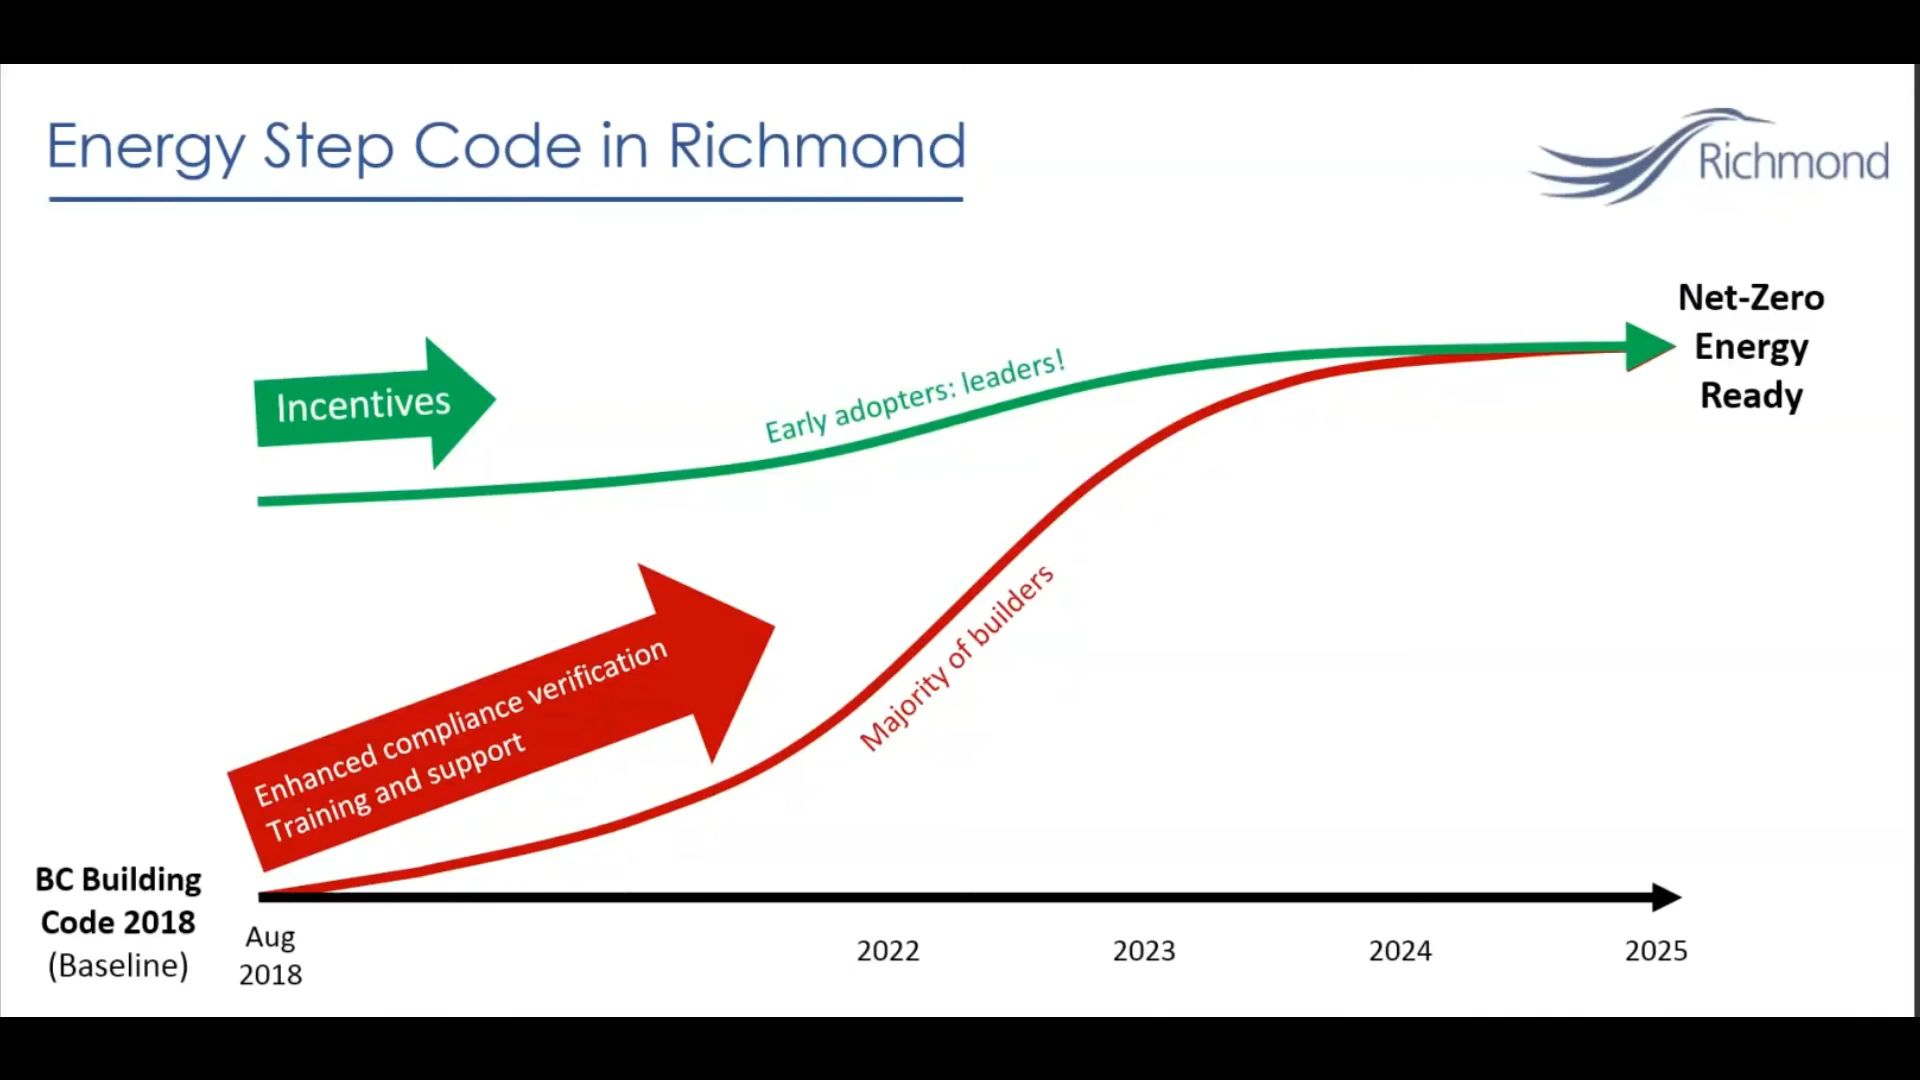 Energy Step Code in Richmond
Richmond
Net-Zero
Energy
Ready
Incentives
Early adopters: leaders!
Enhanced compliance verification
Training and support
Majority of builders
BC Building
Code 2018
(Baseline)
Aug
2018
2022
2023
2024
2025